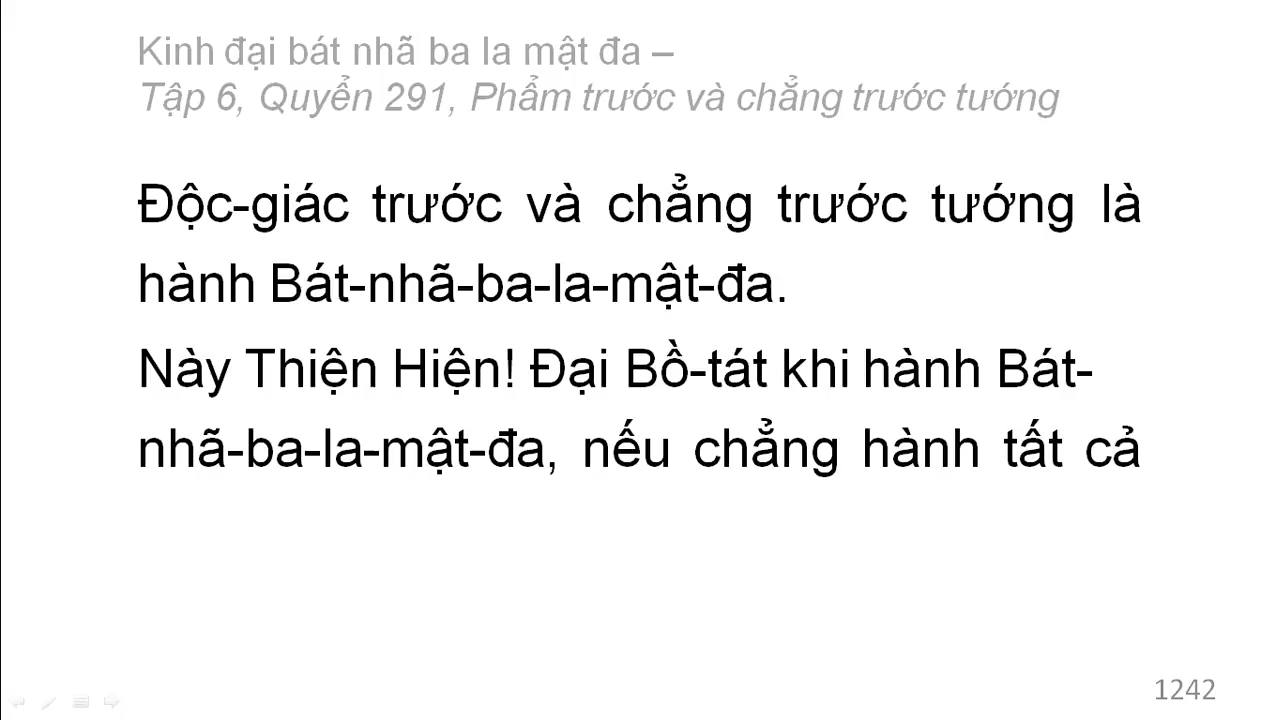 Kinh đại bát nhã ba la mật đa –
Tập 6, Quyển 291, Phẩm trước và chẳng trước tướng
Độc-giác trước và chẳng trước tướng là
hành Bát-nhã-ba-la-mật-đa.
Này Thiện Hiện! Đại Bồ-tát khi hành Bát-
nhã-ba-la-mật-đa, nếu chẳng hành tất cả
1242